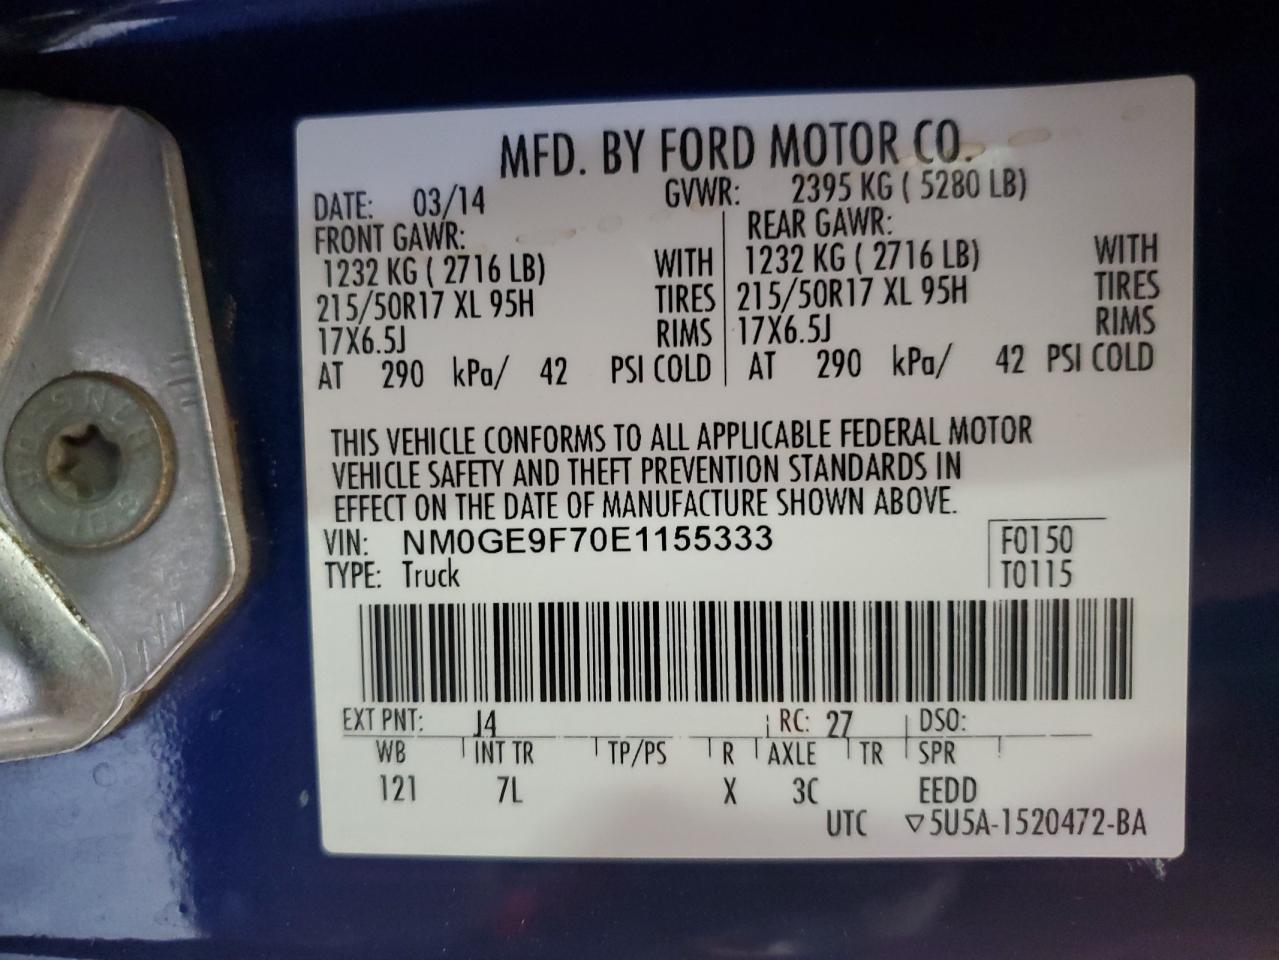 MFD. BY FORD MOTOR CO.
DATE: 03/14 GVWR: 2395 KG ( 5280 LB)
FRONT GAWR: REAR GAWR:
1232 KG ( 2716 LB) WITH 1232 KG ( 2716 LB) WITH
215/50R17 XL 95H TIRES 215/50R17 XL 95H TIRES
17X6.5J RIMS 17X6.5J RIMS
AT 290 kPa/ 42 PSI COLD AT 290 kPa/ 42 PSI COLD
THIS VEHICLE CONFORMS TO ALL APPLICABLE FEDERAL MOTOR
VEHICLE SAFETY AND THEFT PREVENTION STANDARDS IN
EFFECT ON THE DATE OF MANUFACTURE SHOWN ABOVE.
VIN: NM0GE9F70E1155333 F0150
TYPE: Truck T0115
EXT PNT: J4 RC: 27 DSO:
WB INT TR TP/PS R AXLE TR SPR
121 7L X 3C EEDD
UTC ▽5U5A-1520472-BA